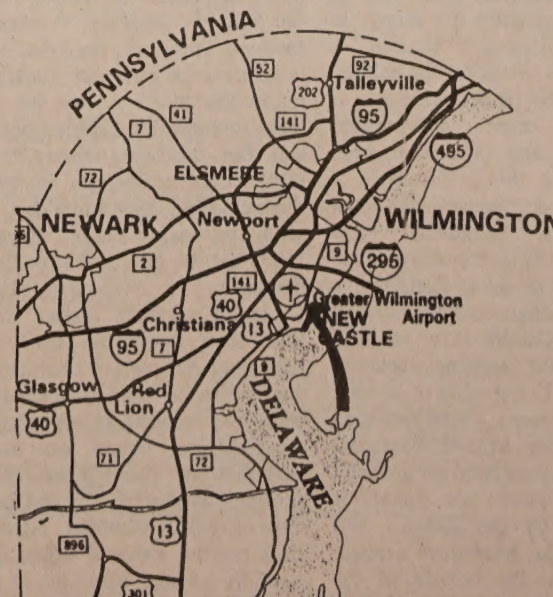 PENNSYLVANIA
52
92
202
Talleyville
41
7
141
95
495
72
ELSMERE
NEWARK
Newport
WILMINGTON
2
9
295
141
40
Greater Wilmington
Airport
Christiana
13
NEW
CASTLE
95
7
Glasgow
Red
Lion
9
DELAWARE
40
71
72
13
896
301